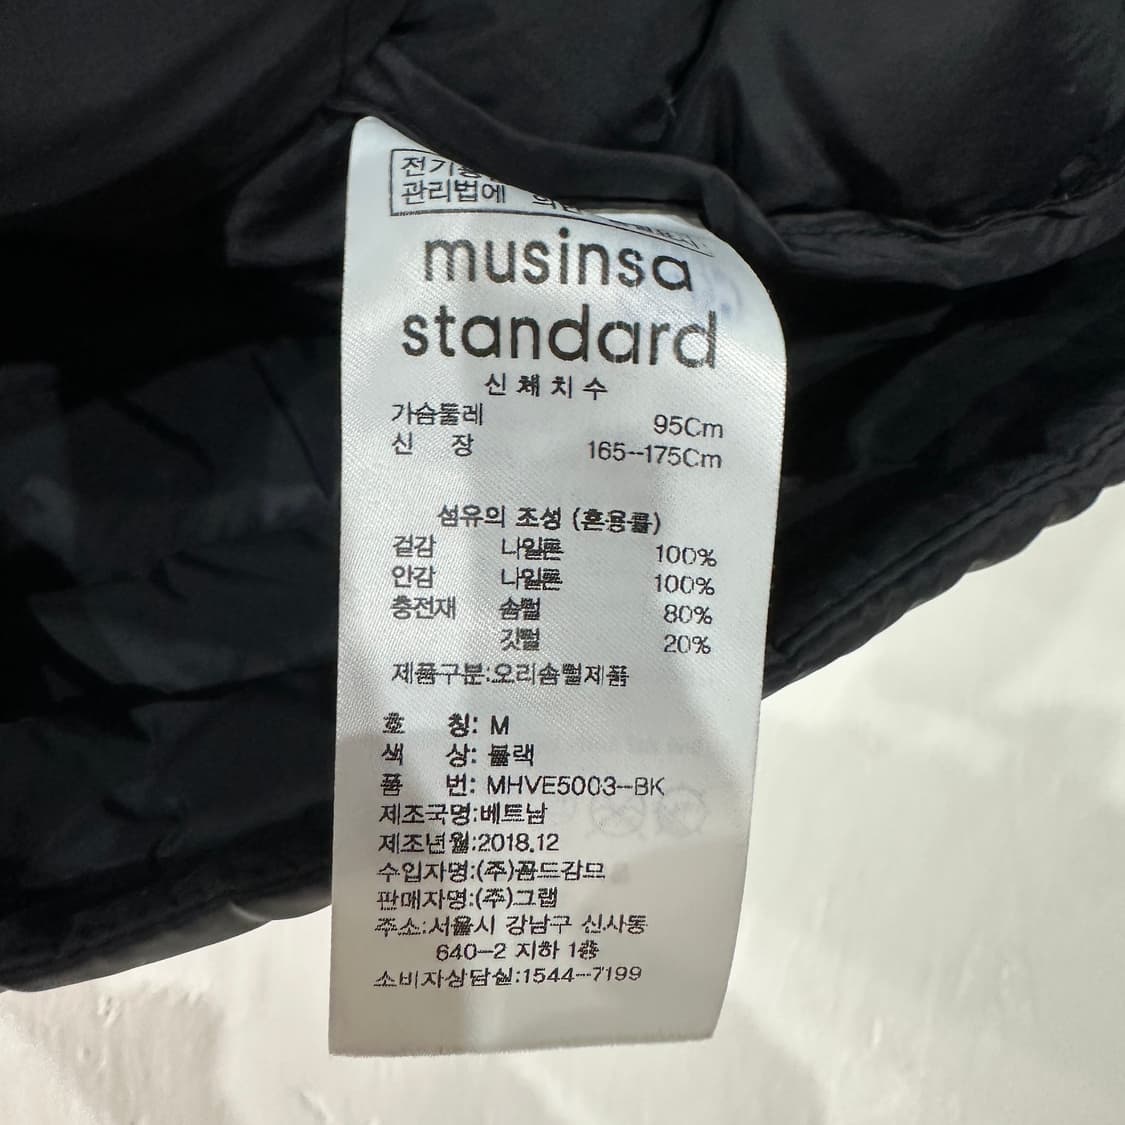 전기용
관리법에 의한
musinsa
standard
신체치수
가슴둘레 95Cm
신 장 165--175Cm
섬유의 조성 (혼용률)
겉감 나일론 100%
안감 나일론 100%
충전재 솜털 80%
깃털 20%
제품구분:오리솜털제품
호 칭: M
색 상: 블랙
품 번: MHVE5003--BK
제조국명:베트남
제조년월:2018.12
수입자명:(주)꼼드감므
판매자명:(주)그랩
주소:서울시 강남구 신사동
640-2 지하 1층
소비자상담실:1544--7199